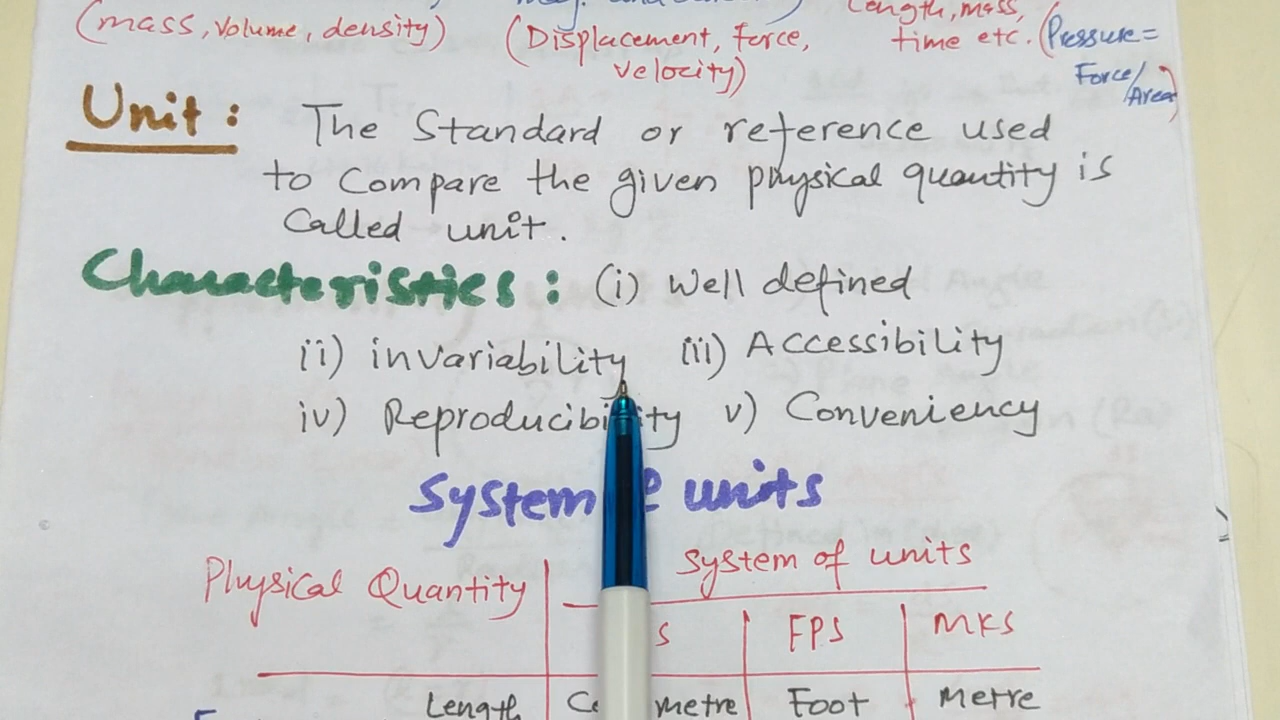 Length, mass,
(mass, volume, density) (Displacement, force, time etc. (Pressure =
velocity) Force/
Area)
Unit: The Standard or reference used
to compare the given physical quantity is
called unit.
Characteristics: (i) Well defined
ii) invariability iii) Accessibility
iv) Reproducibility v) Conveniency
System of units
Physical Quantity system of units
S FPS MKS
Length metre Foot Metre